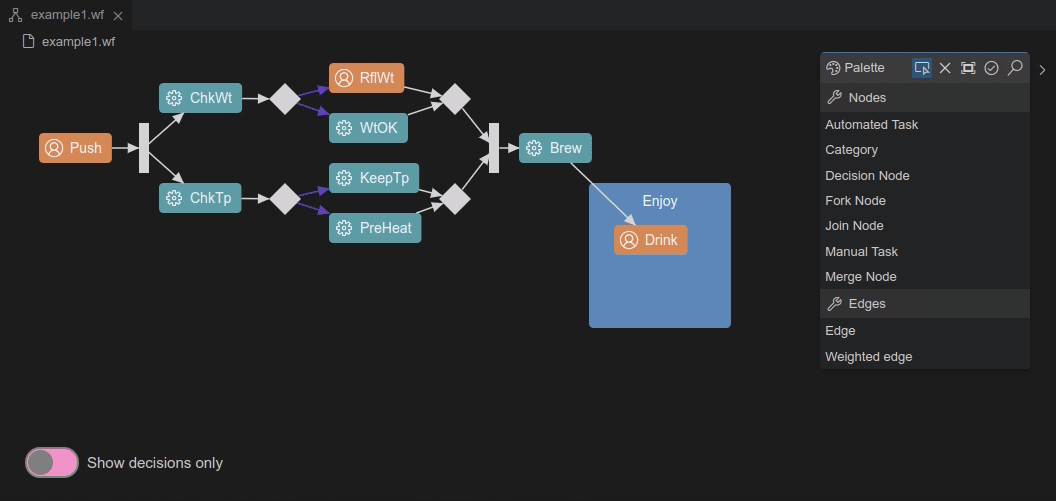 example1.wf
example1.wf
Push
ChkWt
ChkTp
RflWt
WtOK
KeepTp
PreHeat
Brew
Enjoy
Drink
Palette
Nodes
Automated Task
Category
Decision Node
Fork Node
Join Node
Manual Task
Merge Node
Edges
Edge
Weighted edge
Show decisions only